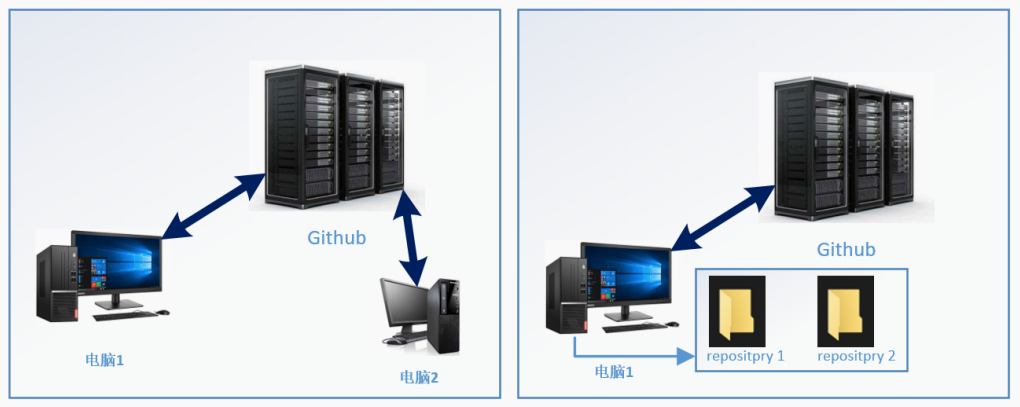 Github
电脑1
电脑2
Github
repositpry 1
repositpry 2
电脑1